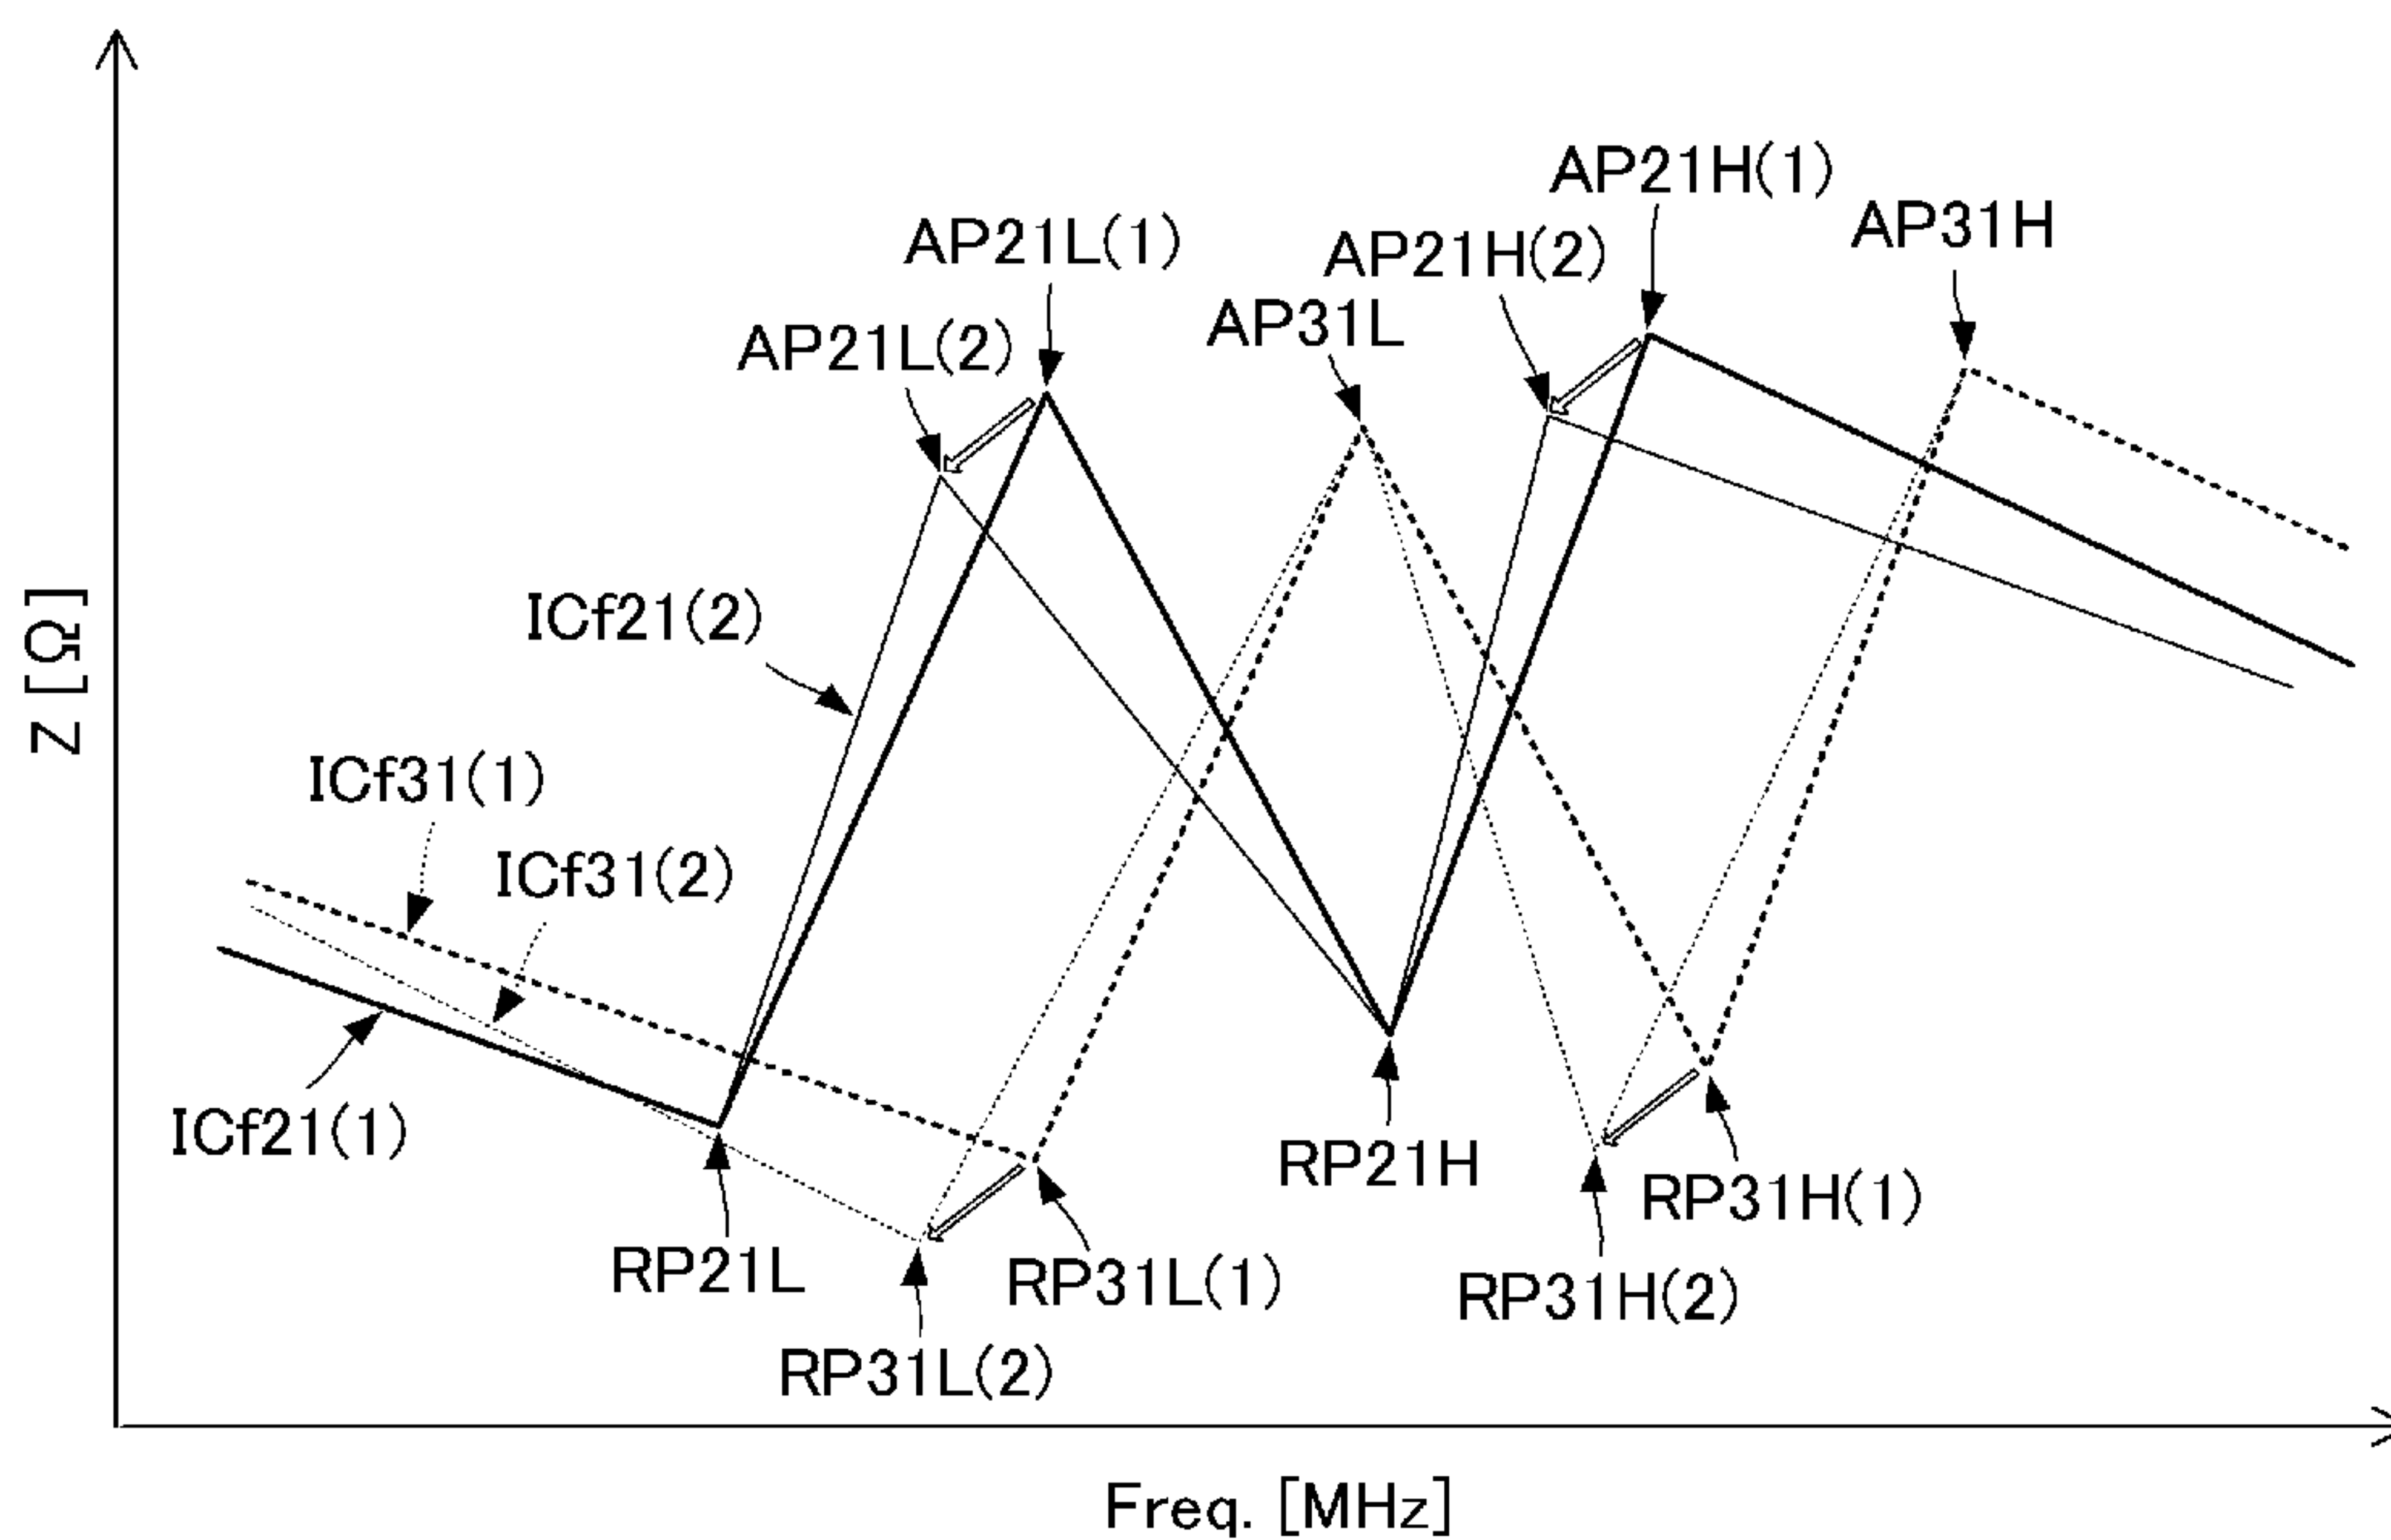 AP21H(1)
AP31H
AP21L(1)
AP21H(2)
AP31L
AP21L(2)
ICf21(2)
Z [Ω]
ICf31(1)
ICf31(2)
ICf21(1)
RP21H
RP31H(1)
RP21L
RP31L(1)
RP31H(2)
RP31L(2)
Freq. [MHz]